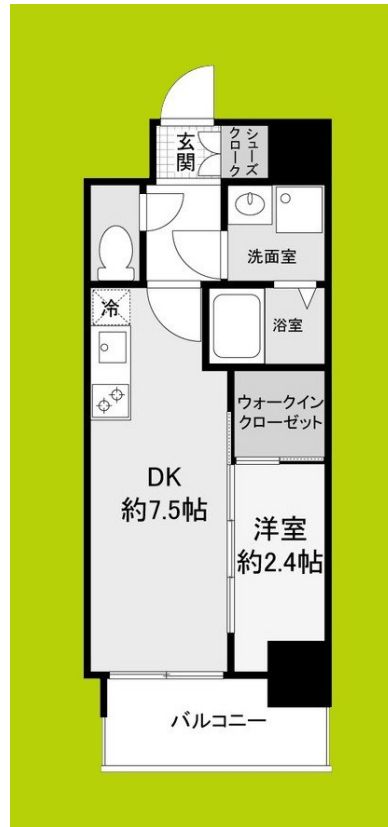 玄関
シューズ
クローク
洗面室
冷
浴室
ウォークイン
クローゼット
DK
約7.5帖
洋室
約2.4帖
バルコニー